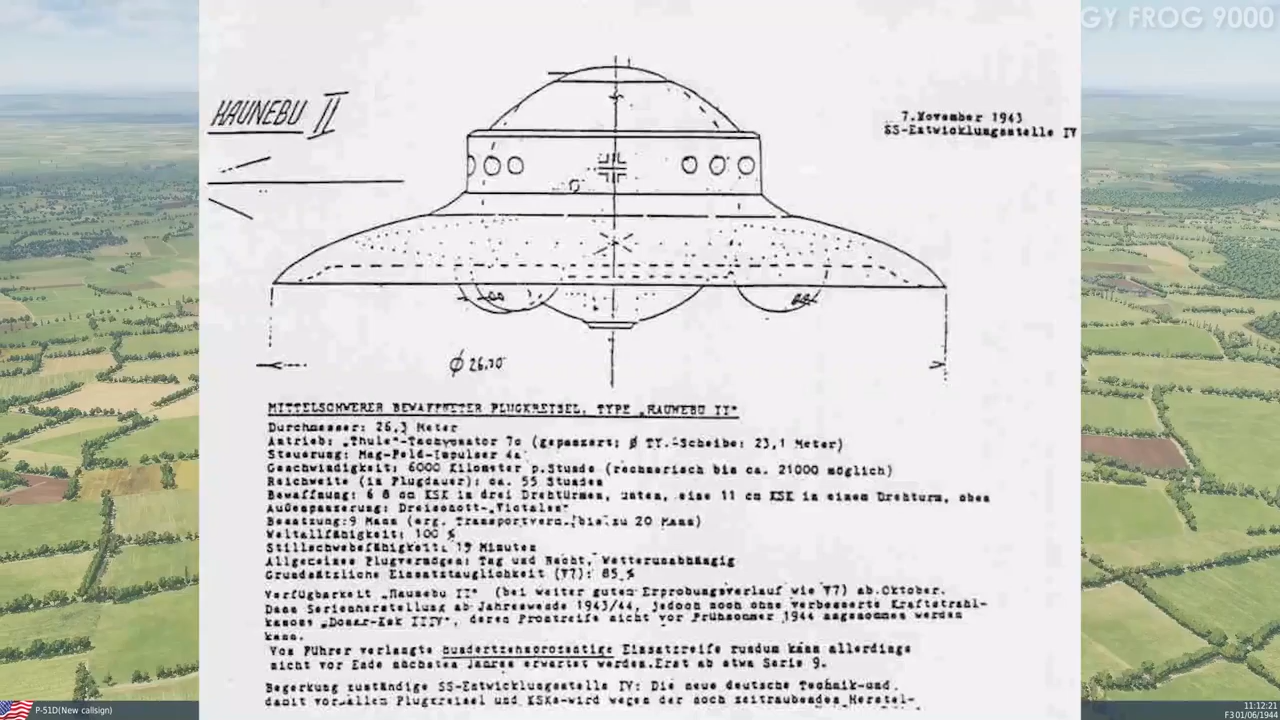 GY FROG 9000
HAUNEBU II
7.November 1943
SS-Entwicklungsstelle IV
Ø 26,30
MITTELSCHWERER BEWAFFNETER FLUGKREISEL, TYPE „HAUNEBU II"
Durchmesser: 26,3 Meter
Antrieb: „Thule"-Tachyonator 7c (gepanzert; Ø TY.-Scheibe: 23,1 Meter)
Steuerung: Mag-Feld-Impulser 4a
Geschwindigkeit: 6000 Kilometer p.Stunde (rechnerisch bis ca. 21000 möglich)
Reichweite (in Flugdauer): ca. 55 Stunden
Bewaffnung: 6 8 cm KSK in drei Drehtürmen, unten, eine 11 cm KSK in einem Drehturm, oben
Außenpanzerung: Dreischott-„Victalen"
Besatzung: 9 Mann (erg. Transportverm. bis zu 20 Mann)
Weltallfähigkeit: 100 %
Stillschwebefähigkeit: 19 Minuten
Allgemeines Flugvermögen: Tag und Nacht, Wetterunabhängig
Grundsätzliche Einsatztauglichkeit (V7): 85 %
Verfügbarkeit „Haunebu II" (bei weiter guten Erprobungsverlauf wie V7) ab Oktober.
Dann Serienherstellung ab Jahreswende 1943/44, jedoch noch ohne verbesserte Kraftstrahl-
kanone „Donar-Ksk IIIV", deren Frontreife nicht vor Frühsommer 1944 angenommen werden
kann.
Von Führer verlangte hundertzehnprozentige Einsatzreife rundum kann allerdings
nicht vor Ende nächsten Jahres erwartet werden.Erst ab etwa Serie 9.
Bemerkung zuständige SS-Entwicklungsstelle IV: Die neue deutsche Technik-und
damit vor allen Flugkreisel und KSKs-wird wegen der noch zeitraubenden Herstel-
P-51D(New callsign)
11:12:21
F3 01/06/1944